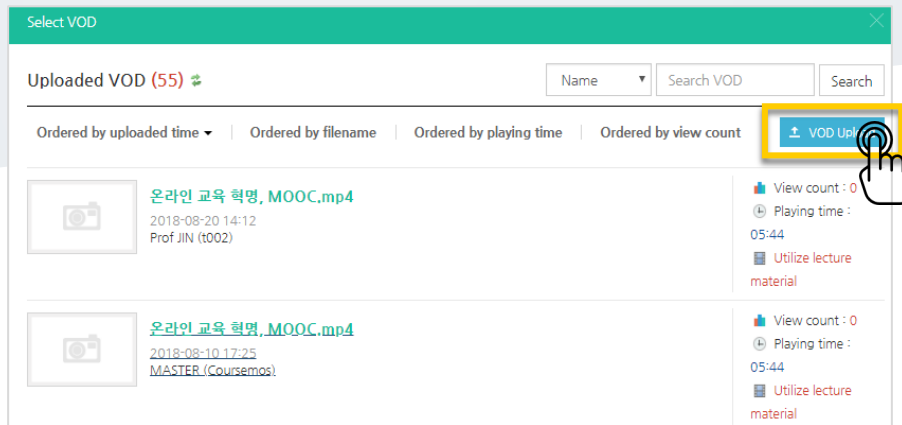 Select VOD
Uploaded VOD (55)
Name
Search VOD
Search
Ordered by uploaded time
Ordered by filename
Ordered by playing time
Ordered by view count
VOD
온라인 교육 혁명, MOOC.mp4
2018-08-20 14:12
Prof JIN (t002)
View count : 0
Playing time :
05:44
Utilize lecture
material
온라인 교육 혁명, MOOC.mp4
2018-08-10 17:25
MASTER (Coursemos)
View count : 0
Playing time :
05:44
Utilize lecture
material